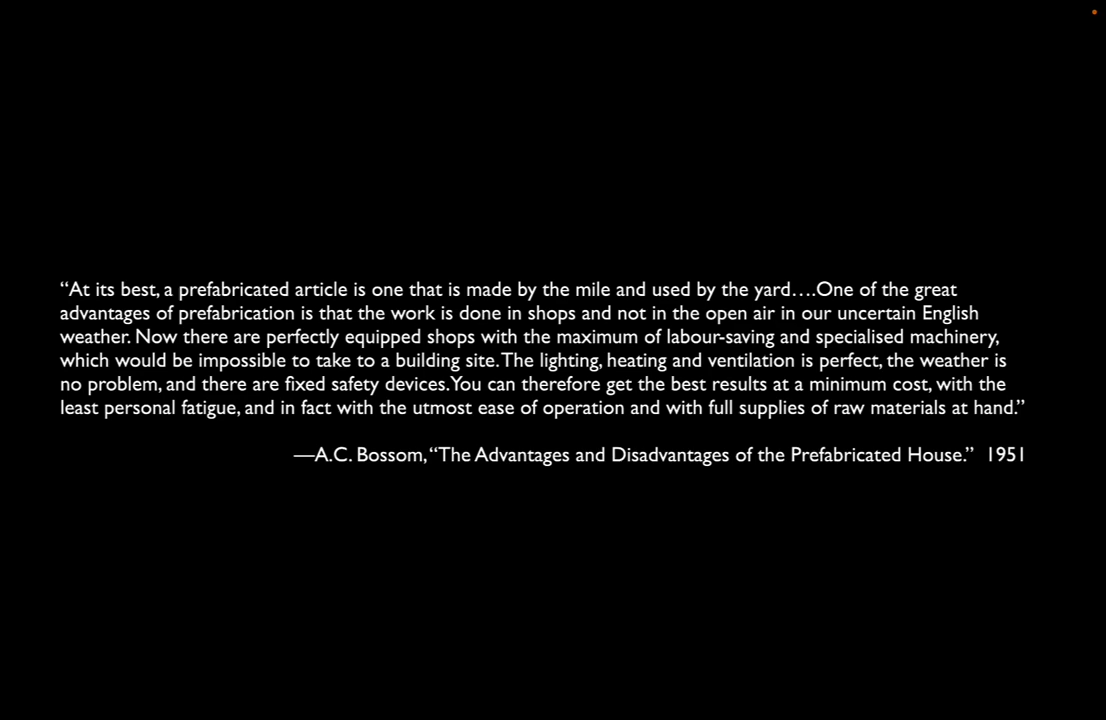 “At its best, a prefabricated article is one that is made by the mile and used by the yard….One of the great
advantages of prefabrication is that the work is done in shops and not in the open air in our uncertain English
weather. Now there are perfectly equipped shops with the maximum of labour-saving and specialised machinery,
which would be impossible to take to a building site. The lighting, heating and ventilation is perfect, the weather is
no problem, and there are fixed safety devices. You can therefore get the best results at a minimum cost, with the
least personal fatigue, and in fact with the utmost ease of operation and with full supplies of raw materials at hand.”
—A.C. Bossom, “The Advantages and Disadvantages of the Prefabricated House.” 1951